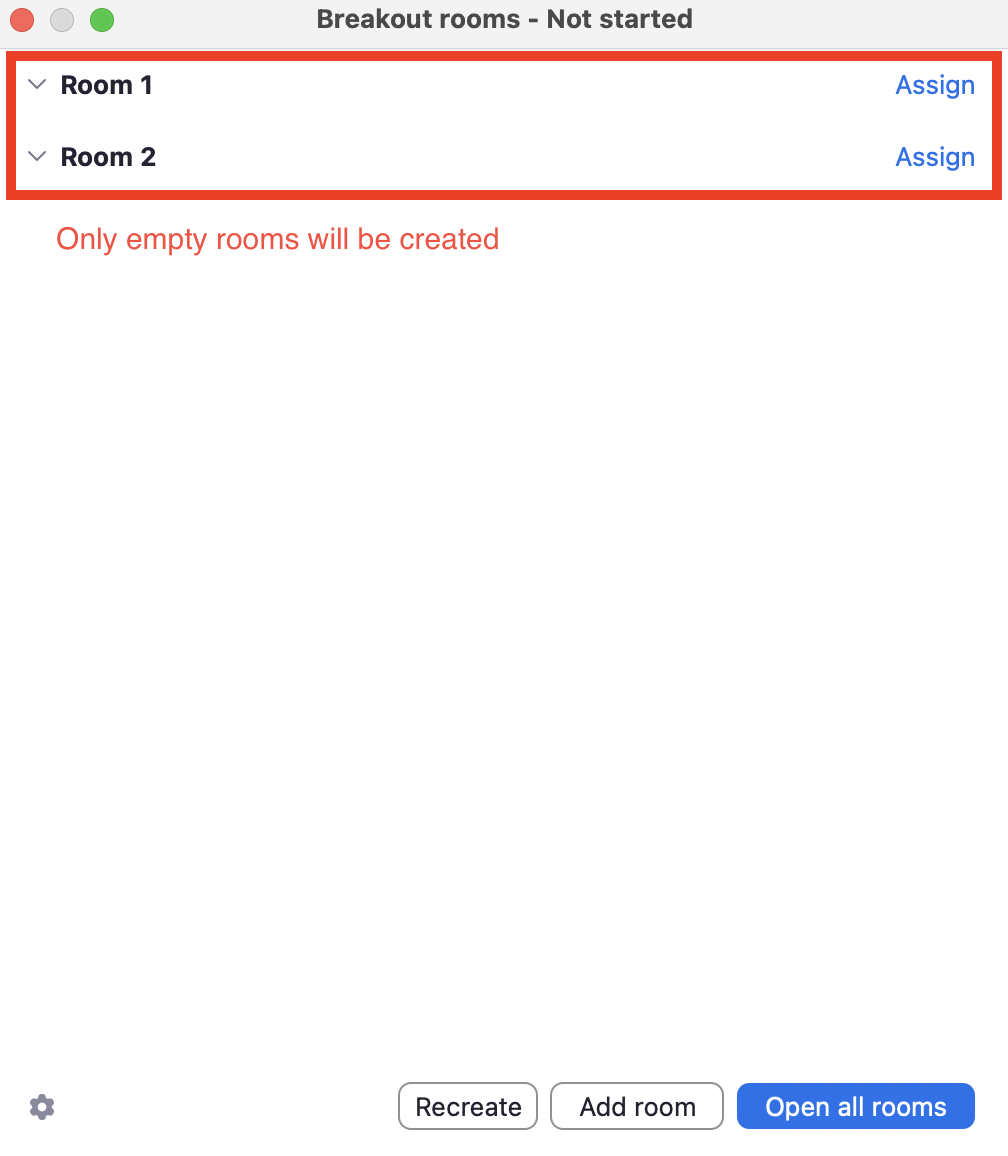 Breakout rooms - Not started
Room 1 Assign
Room 2 Assign
Only empty rooms will be created
Recreate Add room Open all rooms